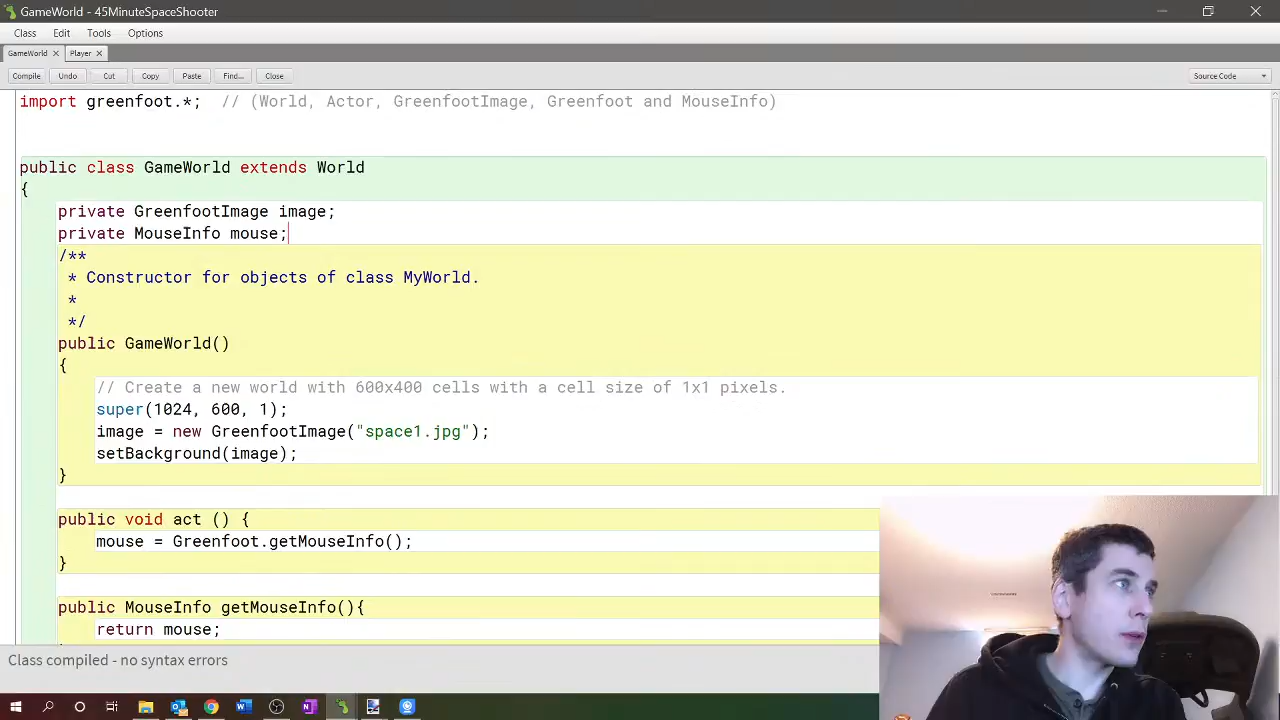 GameWorld - 45MinuteSpaceShooter
Class Edit Tools Options
GameWorld × Player ×
Compile Undo Cut Copy Paste Find... Close Source Code
import greenfoot.*;  // (World, Actor, GreenfootImage, Greenfoot and MouseInfo)
public class GameWorld extends World
{
private GreenfootImage image;
private MouseInfo mouse;
/**
* Constructor for objects of class MyWorld.
*
*/
public GameWorld()
{
// Create a new world with 600x400 cells with a cell size of 1x1 pixels.
super(1024, 600, 1);
image = new GreenfootImage("space1.jpg");
setBackground(image);
}
public void act () {
mouse = Greenfoot.getMouseInfo();
}
public MouseInfo getMouseInfo(){
return mouse;
Class compiled - no syntax errors